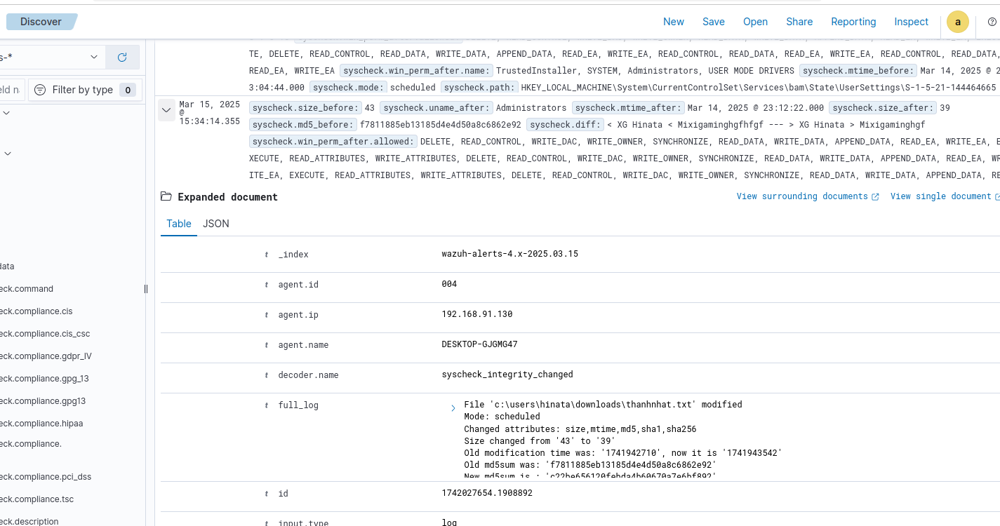 Discover New Save Open Share Reporting Inspect a
s-*
eld n Filter by type 0
data
eck.command
eck.compliance.cis
eck.compliance.cis_csc
eck.compliance.gdpr_IV
eck.compliance.gpg_13
eck.compliance.gpg13
eck.compliance.hipaa
eck.compliance.
eck.compliance.pci_dss
eck.compliance.tsc
eck.description
TE, DELETE, READ_CONTROL, READ_DATA, WRITE_DATA, APPEND_DATA, READ_EA, WRITE_EA, READ_CONTROL, READ_DATA, READ_EA, WRITE_EA, READ_CONTROL, READ_DATA,
READ_EA, WRITE_EA syscheck.win_perm_after.name: TrustedInstaller, SYSTEM, Administrators, USER MODE DRIVERS syscheck.mtime_before: Mar 14, 2025 @ 2
3:04:44.000 syscheck.mode: scheduled syscheck.path: HKEY_LOCAL_MACHINE\System\CurrentControlSet\Services\bam\State\UserSettings\S-1-5-21-144464665
Mar 15, 2025
@
15:34:14.355
syscheck.size_before: 43 syscheck.uname_after: Administrators syscheck.mtime_after: Mar 14, 2025 @ 23:12:22.000 syscheck.size_after: 39
syscheck.md5_before: f7811885eb13185d4e4d50a8c6862e92 syscheck.diff: < XG Hinata < Mixigaminghgfhfgf --- > XG Hinata > Mixigaminghgf
syscheck.win_perm_after.allowed: DELETE, READ_CONTROL, WRITE_DAC, WRITE_OWNER, SYNCHRONIZE, READ_DATA, WRITE_DATA, APPEND_DATA, READ_EA, WRITE_EA, E
XECUTE, READ_ATTRIBUTES, WRITE_ATTRIBUTES, DELETE, READ_CONTROL, WRITE_DAC, WRITE_OWNER, SYNCHRONIZE, READ_DATA, WRITE_DATA, APPEND_DATA, READ_EA, WR
ITE_EA, EXECUTE, READ_ATTRIBUTES, WRITE_ATTRIBUTES, DELETE, READ_CONTROL, WRITE_DAC, WRITE_OWNER, SYNCHRONIZE, READ_DATA, WRITE_DATA, APPEND_DATA, RE
Expanded document View surrounding documents View single document
Table JSON
t _index wazuh-alerts-4.x-2025.03.15
t agent.id 004
t agent.ip 192.168.91.130
t agent.name DESKTOP-GJGMG47
t decoder.name syscheck_integrity_changed
t full_log File 'c:\users\hinata\downloads\thanhnhat.txt' modified
Mode: scheduled
Changed attributes: size,mtime,md5,sha1,sha256
Size changed from '43' to '39'
Old modification time was: '1741942710', now it is '1741943542'
Old md5sum was: 'f7811885eb13185d4e4d50a8c6862e92'
New md5sum is : 'c22be656120febda4b60670a7e6bf892'
t id 1742027654.1908892
t input.type log